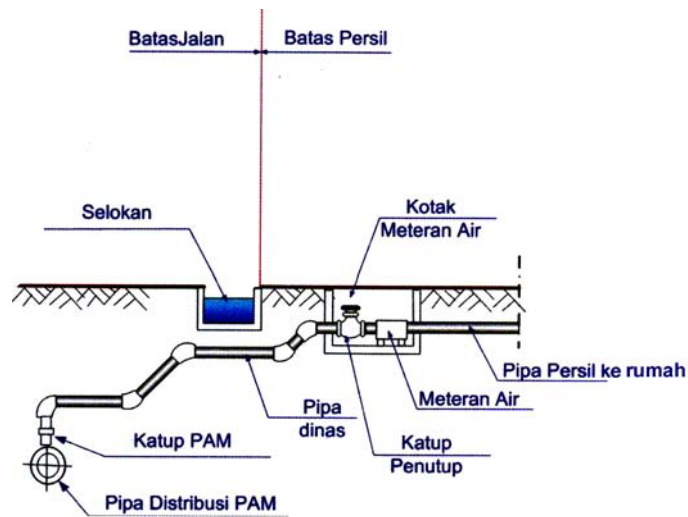 BatasJalan
Batas Persil
Selokan
Kotak
Meteran Air
Pipa Persil ke rumah
Meteran Air
Pipa
dinas
Katup
Penutup
Katup PAM
Pipa Distribusi PAM